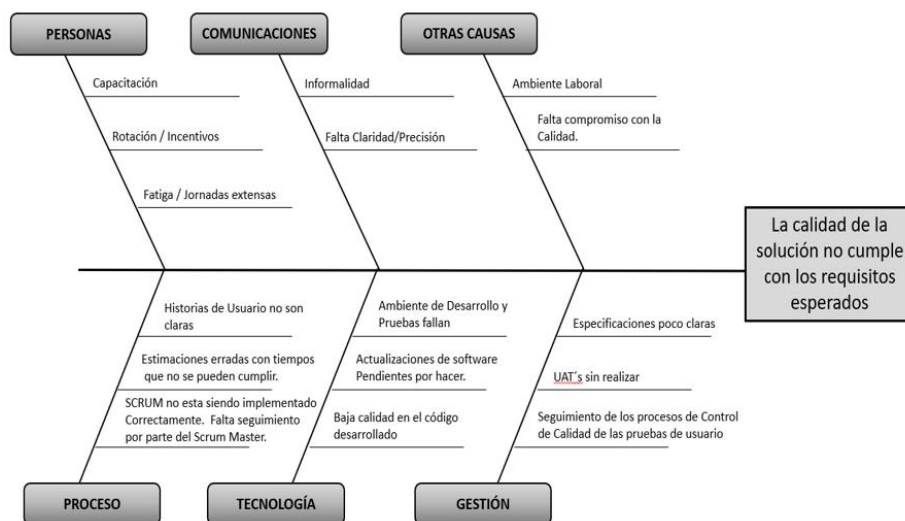 PERSONAS
COMUNICACIONES
OTRAS CAUSAS
Capacitación
Rotación / Incentivos
Fatiga / Jornadas extensas
Informalidad
Falta Claridad/Precisión
Ambiente Laboral
Falta compromiso con la
Calidad.
La calidad de la
solución no cumple
con los requisitos
esperados
Historias de Usuario no son
claras
Estimaciones erradas con tiempos
que no se pueden cumplir.
SCRUM no esta siendo implementado
Correctamente. Falta seguimiento
por parte del Scrum Master.
Ambiente de Desarrollo y
Pruebas fallan
Actualizaciones de software
Pendientes por hacer.
Baja calidad en el código
desarrollado
Especificaciones poco claras
UAT´s sin realizar
Seguimiento de los procesos de Control
de Calidad de las pruebas de usuario
PROCESO
TECNOLOGÍA
GESTIÓN